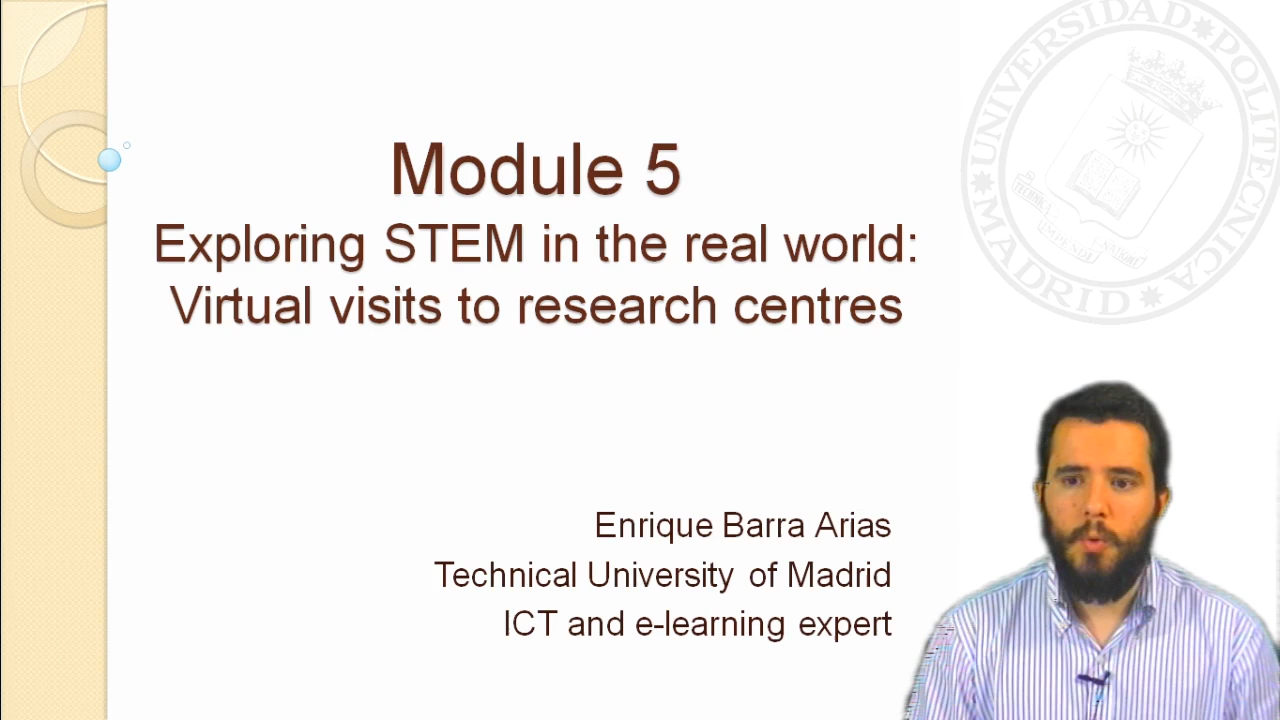 Module 5
Exploring STEM in the real world:
Virtual visits to research centres
UNIVERSIDAD POLITECNICA
MADRID
Enrique Barra Arias
Technical University of Madrid
ICT and e-learning expert